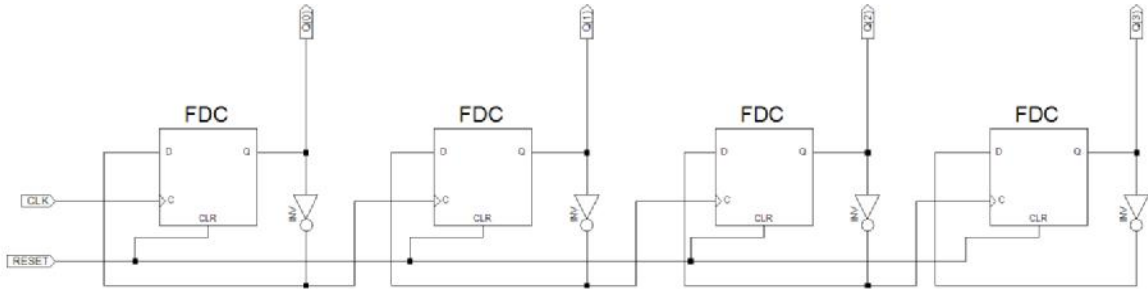 Q(0) Q(1) Q(2) Q(3)
FDC FDC FDC FDC
D Q D Q D Q D Q
CLK C INV C INV C INV C INV
CLR CLR CLR CLR
RESET